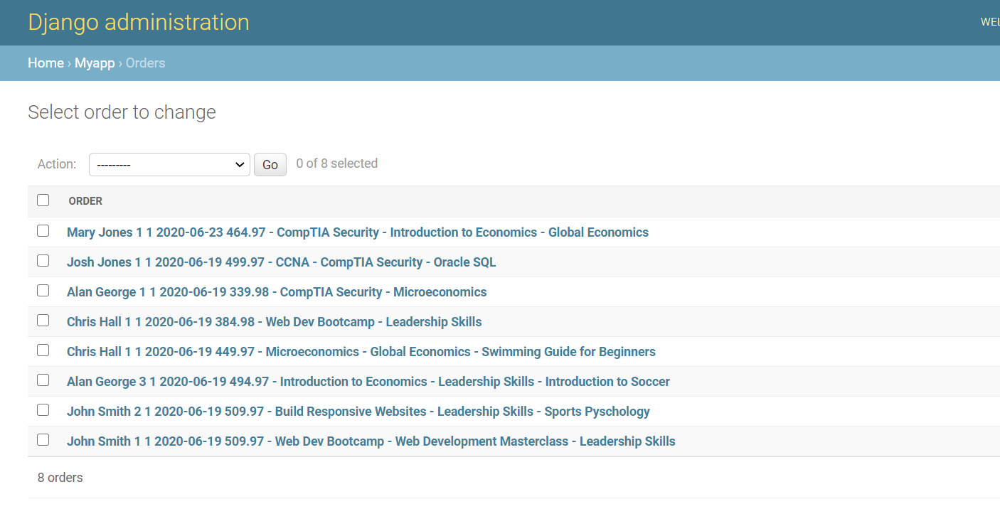 Django administration
WEL
Home › Myapp › Orders
Select order to change
Action: --------- Go 0 of 8 selected
ORDER
Mary Jones 1 1 2020-06-23 464.97 - CompTIA Security - Introduction to Economics - Global Economics
Josh Jones 1 1 2020-06-19 499.97 - CCNA - CompTIA Security - Oracle SQL
Alan George 1 1 2020-06-19 339.98 - CompTIA Security - Microeconomics
Chris Hall 1 1 2020-06-19 384.98 - Web Dev Bootcamp - Leadership Skills
Chris Hall 1 1 2020-06-19 449.97 - Microeconomics - Global Economics - Swimming Guide for Beginners
Alan George 3 1 2020-06-19 494.97 - Introduction to Economics - Leadership Skills - Introduction to Soccer
John Smith 2 1 2020-06-19 509.97 - Build Responsive Websites - Leadership Skills - Sports Pyschology
John Smith 1 1 2020-06-19 509.97 - Web Dev Bootcamp - Web Development Masterclass - Leadership Skills
8 orders